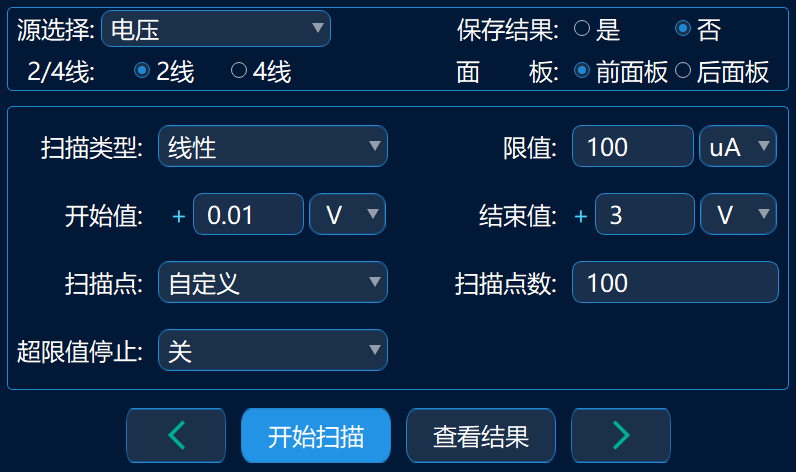 源选择: 电压 保存结果: 是 否
2/4线: 2线 4线 面 板: 前面板 后面板
扫描类型: 线性 限值: 100 uA
开始值: + 0.01 V 结束值: + 3 V
扫描点: 自定义 扫描点数: 100
超限值停止: 关
开始扫描 查看结果